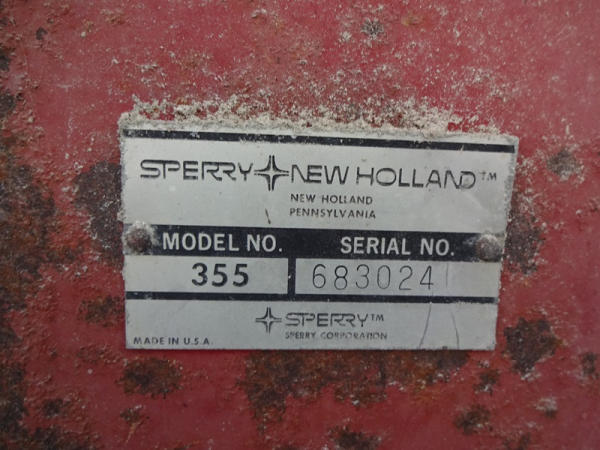 SPERRY NEW HOLLAND™
NEW HOLLAND
PENNSYLVANIA
MODEL NO. SERIAL NO.
355 683024
SPERRY™
SPERRY CORPORATION
MADE IN U.S.A.